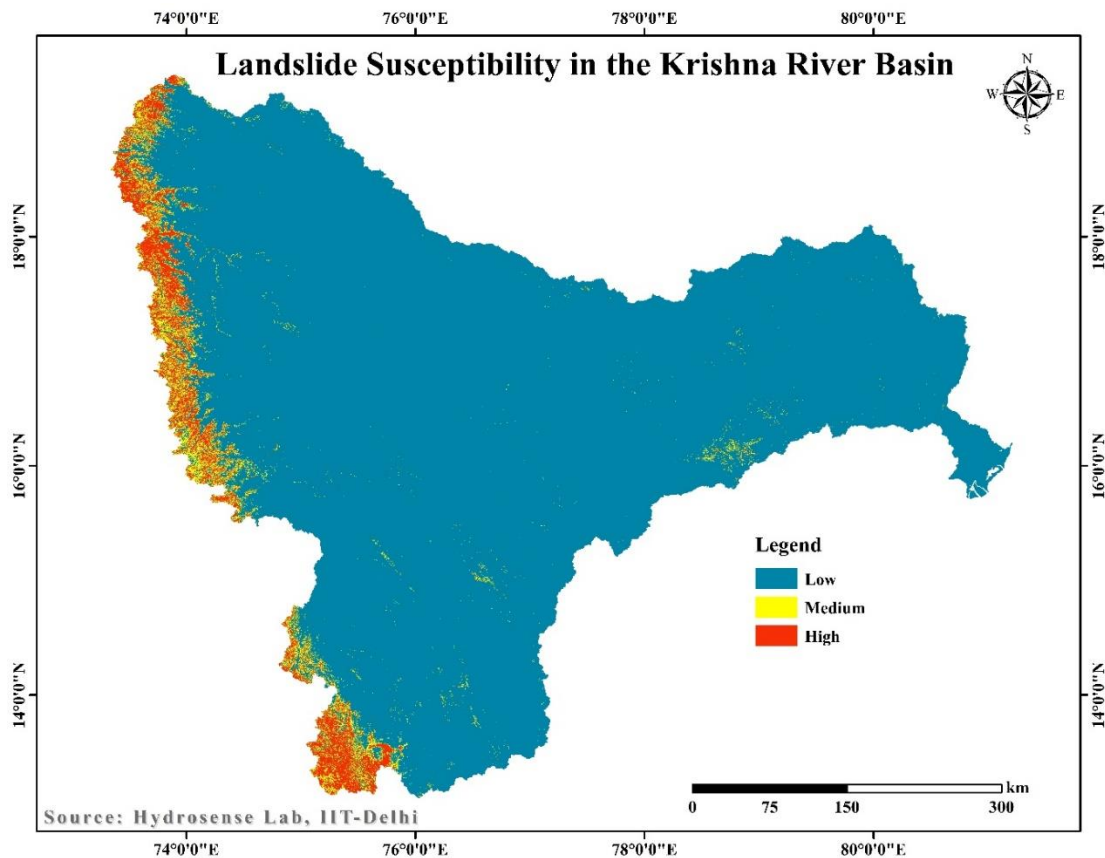 74°0'0"E 76°0'0"E 78°0'0"E 80°0'0"E
Landslide Susceptibility in the Krishna River Basin
N
W E
S
18°0'0"N 18°0'0"N
16°0'0"N 16°0'0"N
Legend
Low
Medium
High
14°0'0"N 14°0'0"N
km
0 75 150 300
Source: Hydrosense Lab, IIT-Delhi
74°0'0"E 76°0'0"E 78°0'0"E 80°0'0"E